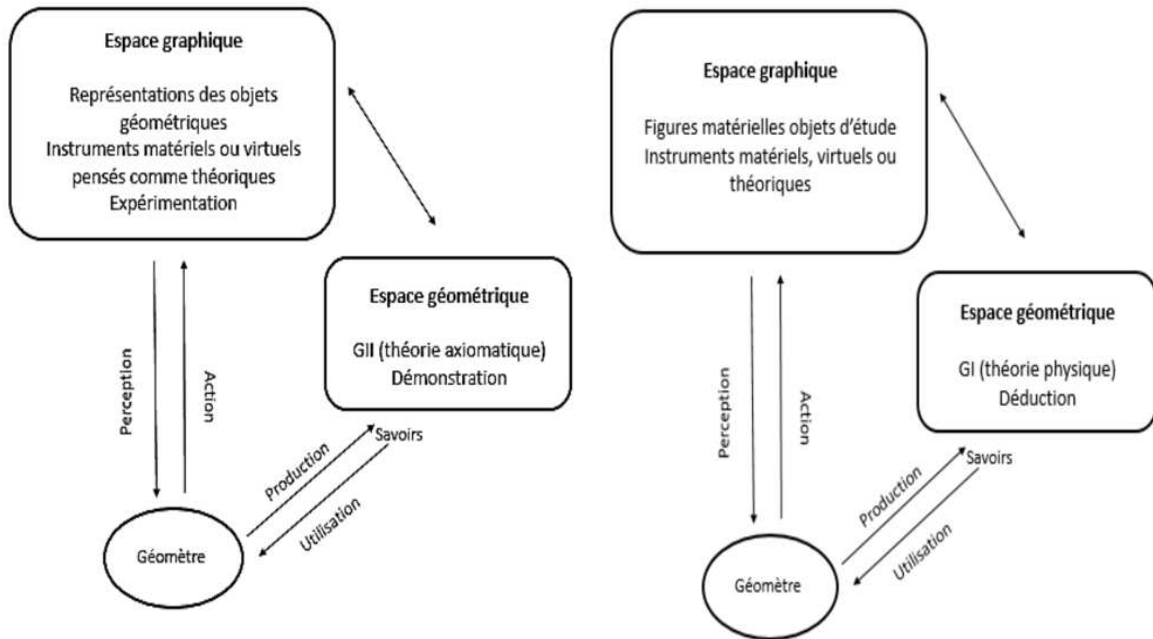 Espace graphique
Représentations des objets
géométriques
Instruments matériels ou virtuels
pensés comme théoriques
Expérimentation
Espace géométrique
GII (théorie axiomatique)
Démonstration
Perception
Action
Production
Savoirs
Utilisation
Géomètre
Espace graphique
Figures matérielles objets d'étude
Instruments matériels, virtuels ou
théoriques
Espace géométrique
GI (théorie physique)
Déduction
Perception
Action
Production
Savoirs
Utilisation
Géomètre